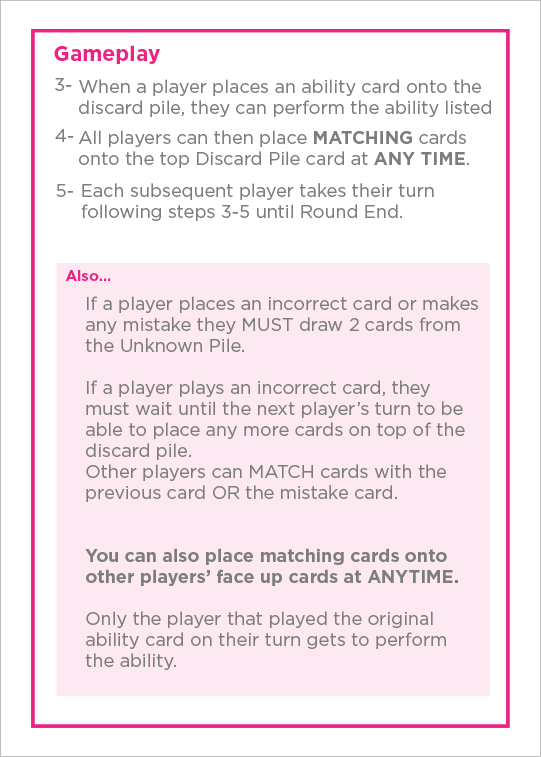 Gameplay
3- When a player places an ability card onto the
discard pile, they can perform the ability listed
4- All players can then place MATCHING cards
onto the top Discard Pile card at ANY TIME.
5- Each subsequent player takes their turn
following steps 3-5 until Round End.
Also...
If a player places an incorrect card or makes
any mistake they MUST draw 2 cards from
the Unknown Pile.
If a player plays an incorrect card, they
must wait until the next player’s turn to be
able to place any more cards on top of the
discard pile.
Other players can MATCH cards with the
previous card OR the mistake card.
You can also place matching cards onto
other players’ face up cards at ANYTIME.
Only the player that played the original
ability card on their turn gets to perform
the ability.